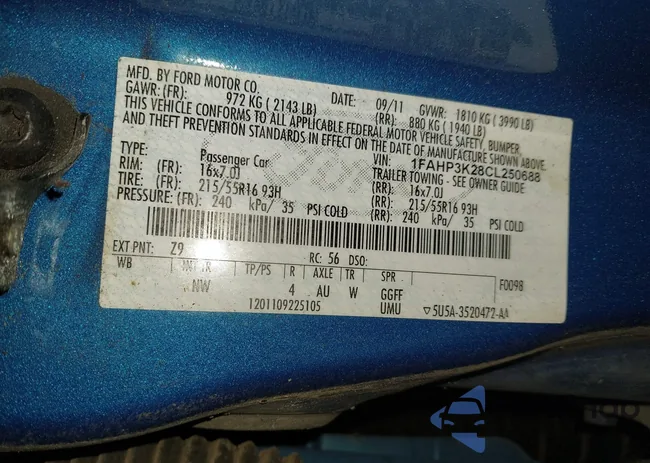 MFD. BY FORD MOTOR CO.
DATE: 09/11 GVWR: 1810 KG ( 3990 LB)
GAWR: (FR): 972 KG ( 2143 LB) (RR): 880 KG ( 1940 LB)
THIS VEHICLE CONFORMS TO ALL APPLICABLE FEDERAL MOTOR VEHICLE SAFETY, BUMPER,
AND THEFT PREVENTION STANDARDS IN EFFECT ON THE DATE OF MANUFACTURE SHOWN ABOVE.
VIN: 1FAHP3K28CL250688
TYPE: Passenger Car TRAILER TOWING - SEE OWNER GUIDE
RIM: (FR): 16x7.0J (RR): 16x7.0J
TIRE: (FR): 215/55R16 93H (RR): 215/55R16 93H
PRESSURE: (FR): 240 kPa/ 35 PSI COLD (RR): 240 kPa/ 35 PSI COLD
EXT PNT: Z9 RC: 56 DSO: F0098
WB INT TR TP/PS R AXLE TR SPR
NW 4 AU W GGFF
1201109225105 UMU ▽ 5U5A-3520472-AA